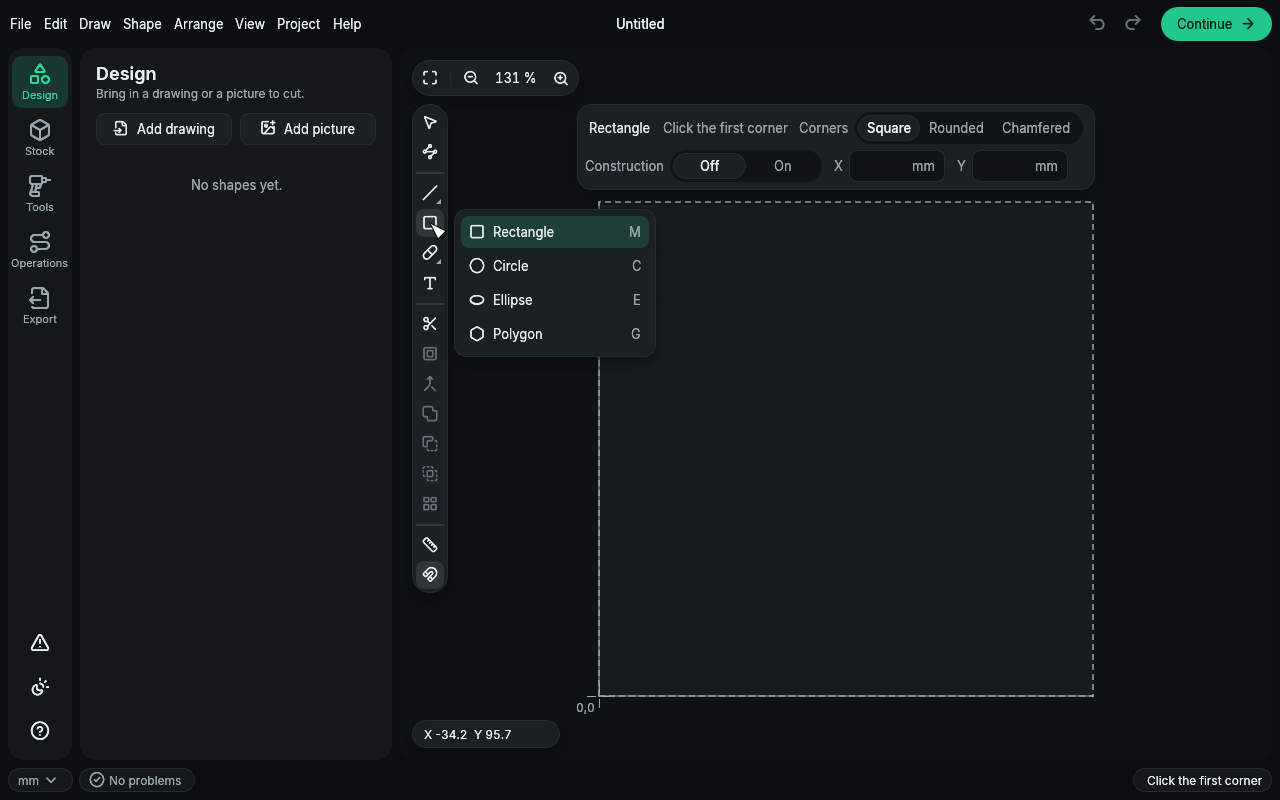 File Edit Draw Shape Arrange View Project Help
Untitled
Continue
Design
Stock
Tools
Operations
Export
Design
Bring in a drawing or a picture to cut.
Add drawing
Add picture
No shapes yet.
131 %
Rectangle Click the first corner Corners Square Rounded Chamfered
Construction Off On X mm Y mm
Rectangle M
Circle C
Ellipse E
Polygon G
0,0
X -34.2 Y 95.7
mm
No problems
Click the first corner